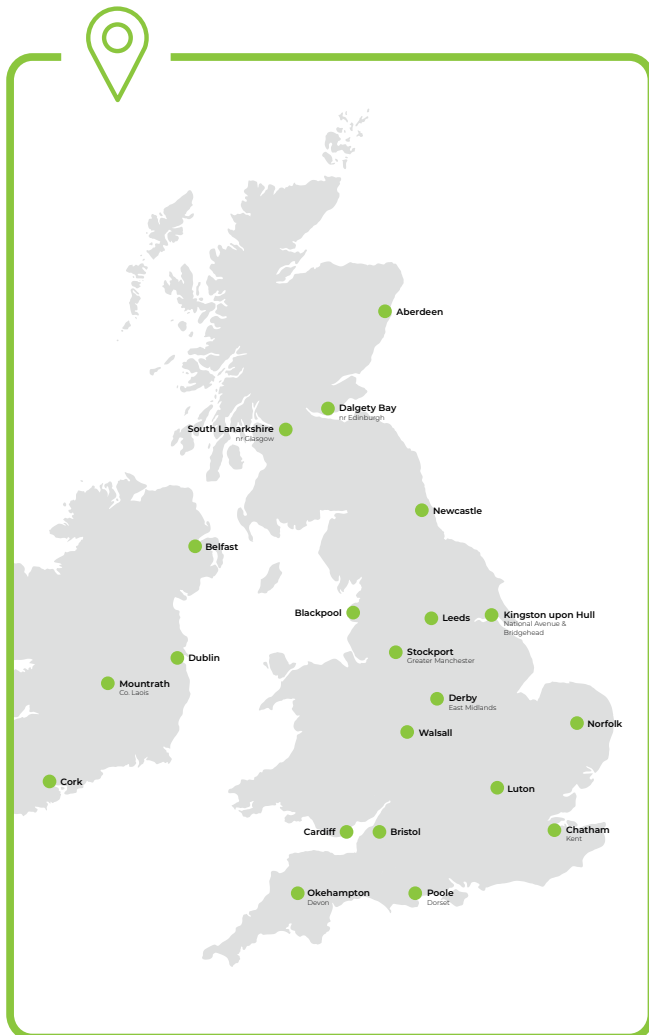 Aberdeen
Dalgety Bay
nr Edinburgh
South Lanarkshire
nr Glasgow
Newcastle
Belfast
Blackpool
Leeds
Kingston upon Hull
National Avenue &
Bridgehead
Stockport
Greater Manchester
Dublin
Mountrath
Co. Laois
Derby
East Midlands
Norfolk
Walsall
Cork
Luton
Cardiff
Bristol
Chatham
Kent
Okehampton
Devon
Poole
Dorset